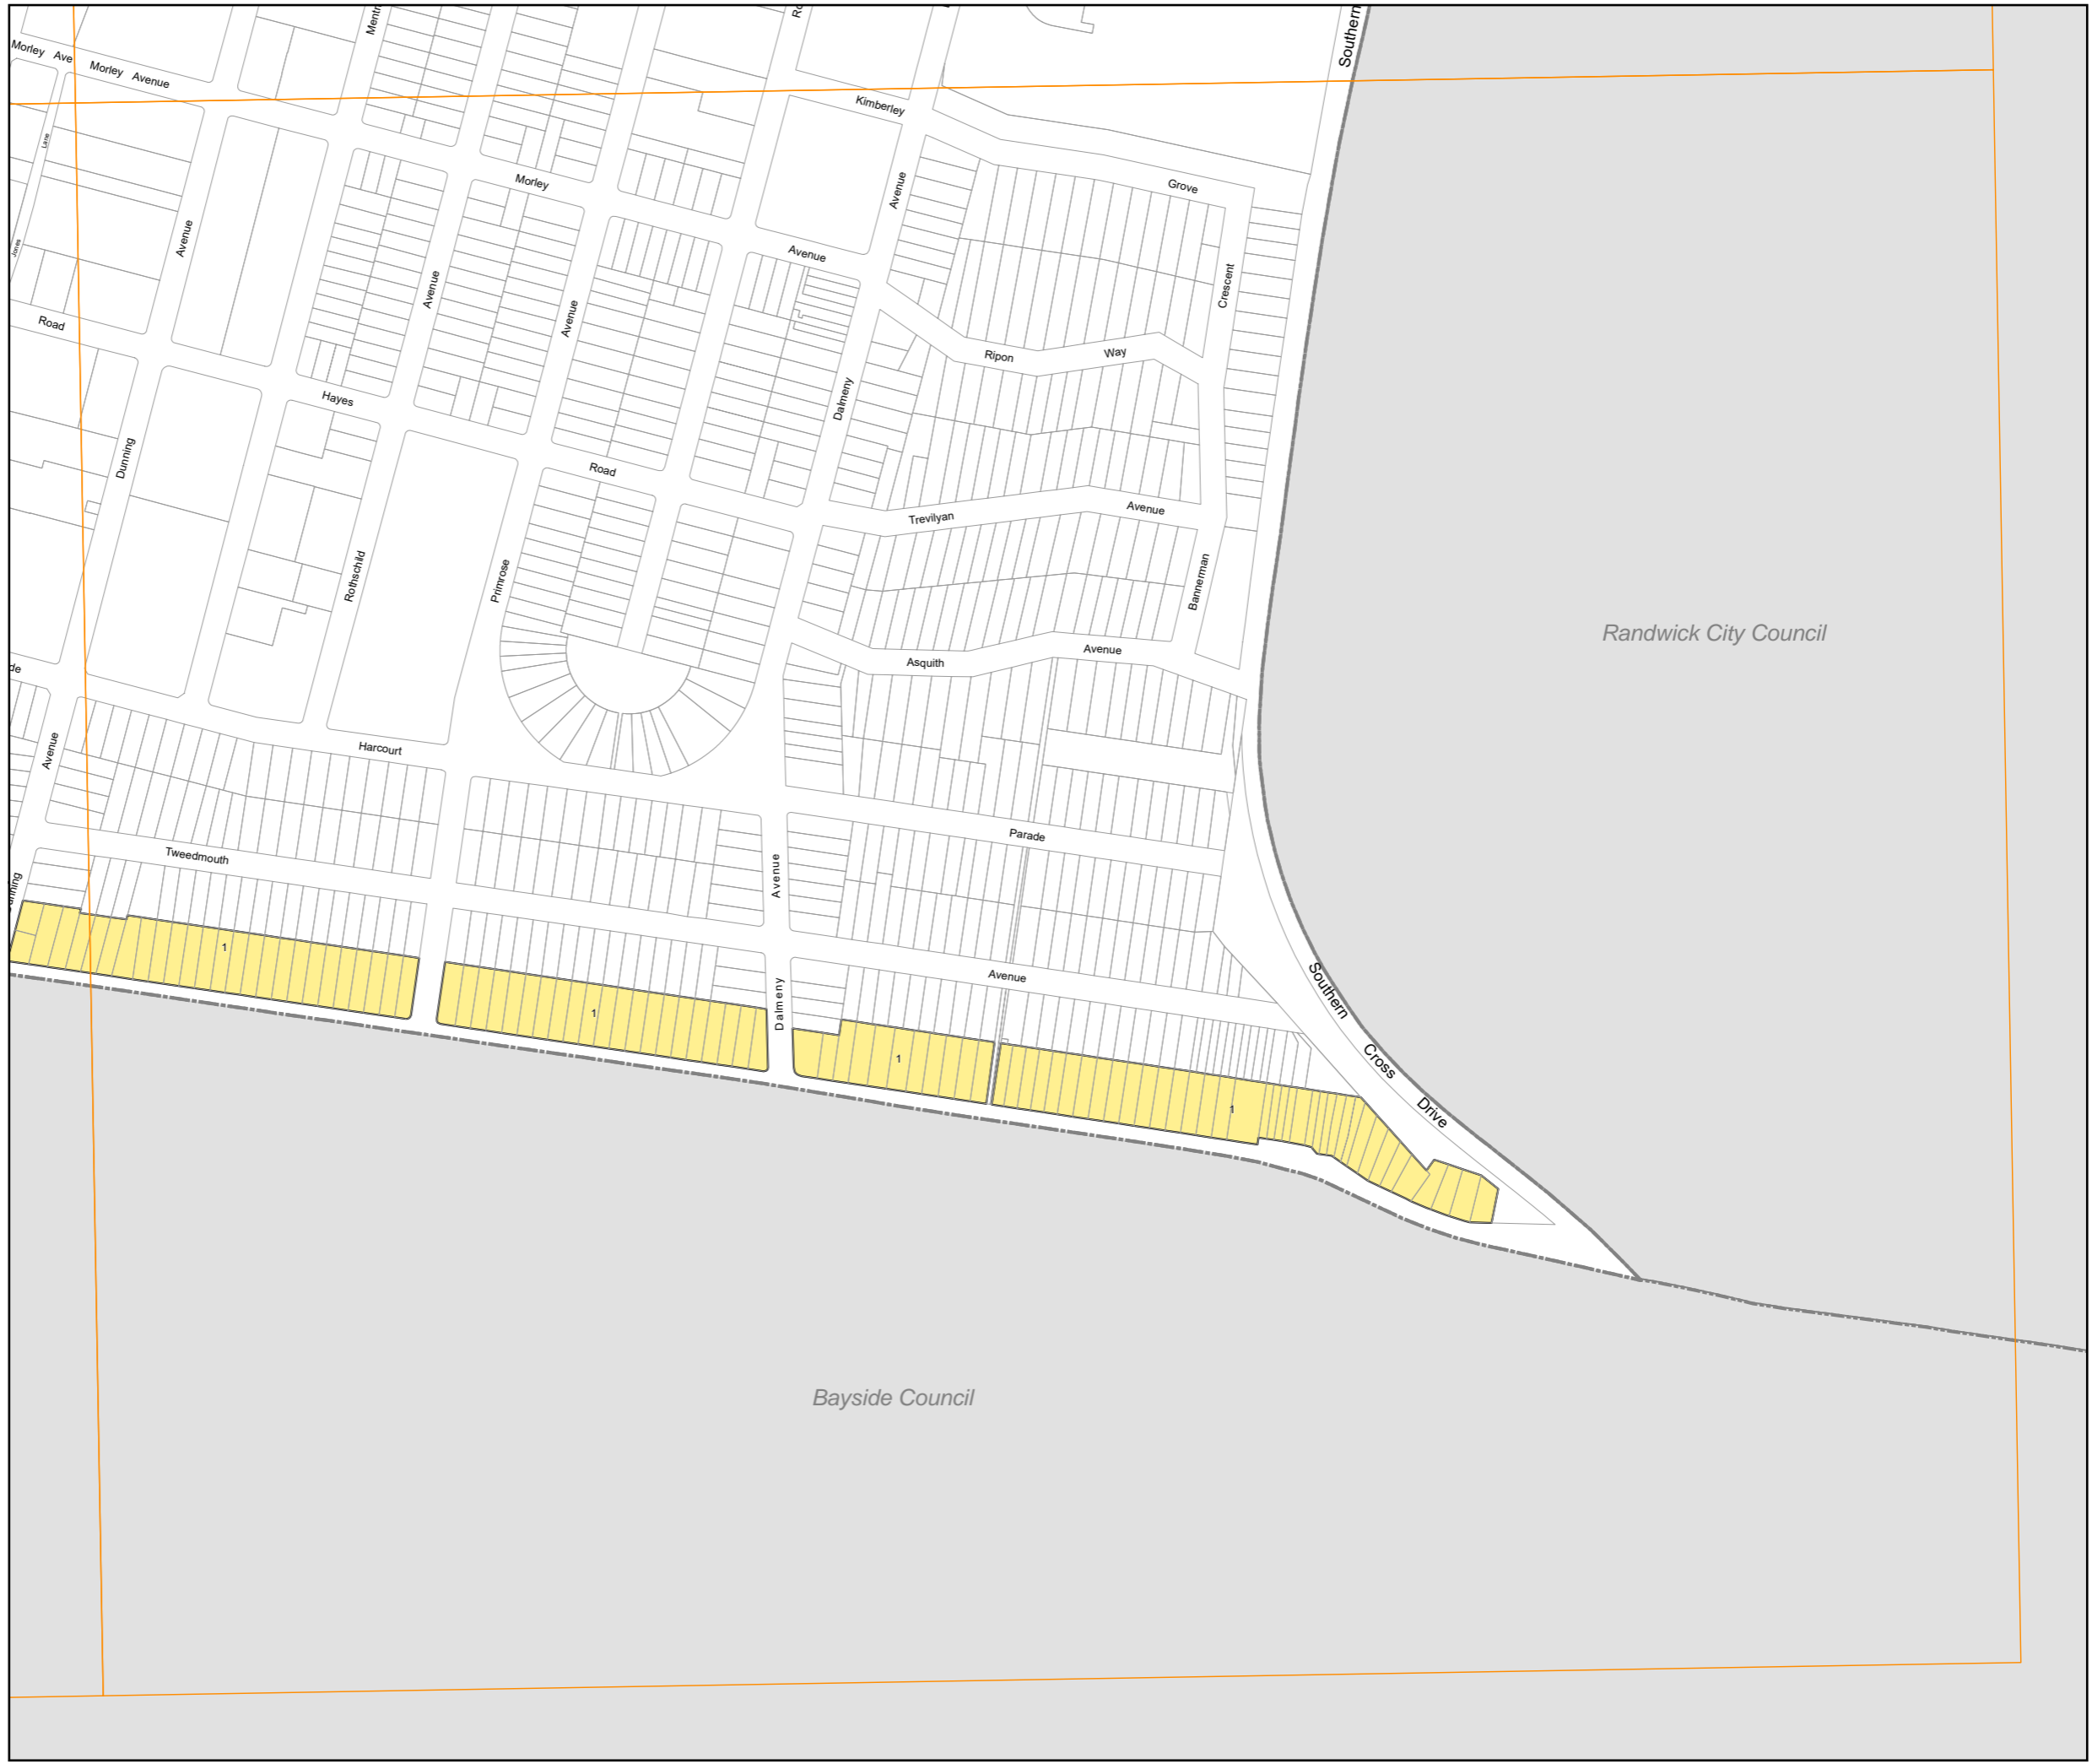 Southern
Morley Ave
Morley Avenue
Kimberley
Lane
Morley
Grove
Avenue
Avenue
Jones
Avenue
Avenue
Avenue
Crescent
Road
Ripon
Way
Hayes
Dalmeny
Dunning
Road
Trevilyan
Avenue
Rothschild
Primrose
Bannerman
Randwick City Council
Asquith
Avenue
Avenue
Harcourt
Parade
Tweedmouth
Avenue
1
Avenue
Southern
Dalmeny
1
1
Cross
1
Drive
Bayside Council